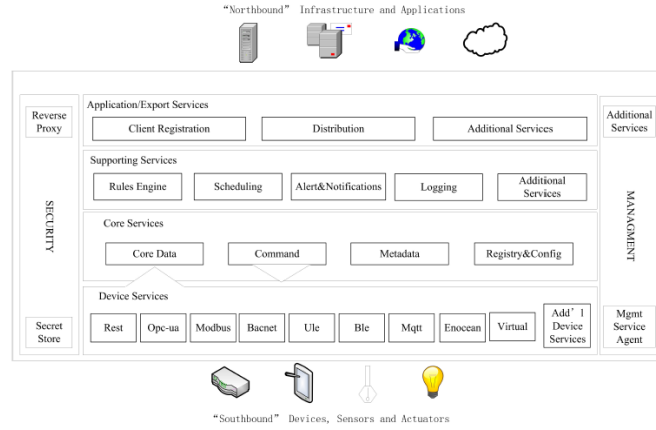 “Northbound” Infrastructure and Applications
Reverse
Proxy
SECURITY
Secret
Store
Application/Export Services
Client Registration
Distribution
Additional Services
Supporting Services
Rules Engine
Scheduling
Alert&Notifications
Logging
Additional
Services
Core Services
Core Data
Command
Metadata
Registry&Config
Device Services
Rest
Opc-ua
Modbus
Bacnet
Ule
Ble
Mqtt
Enocean
Virtual
Add’l
Device
Services
Additional
Services
MANAGMENT
Mgmt
Service
Agent
“Southbound” Devices, Sensors and Actuators